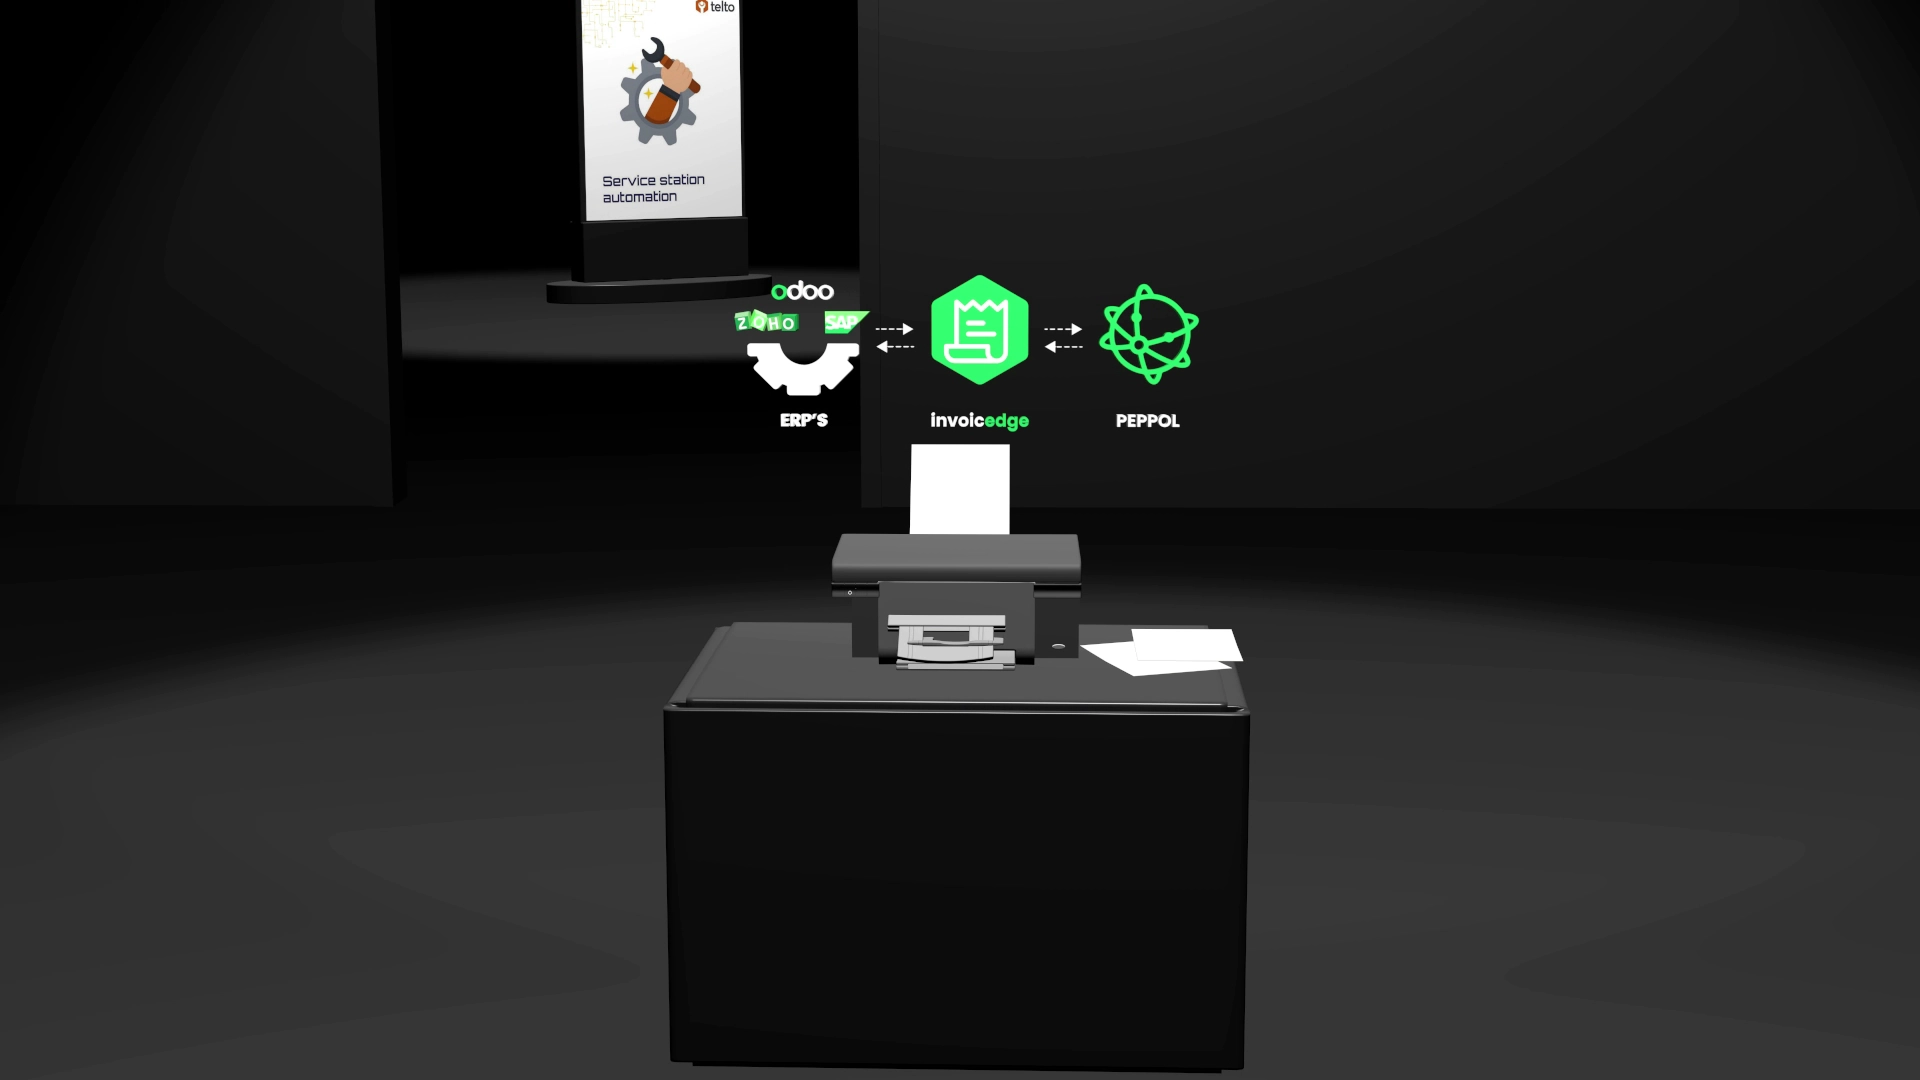 telto
Service station
automation
odoo
ZOHO
SAP
ERP'S
invoicedge
PEPPOL